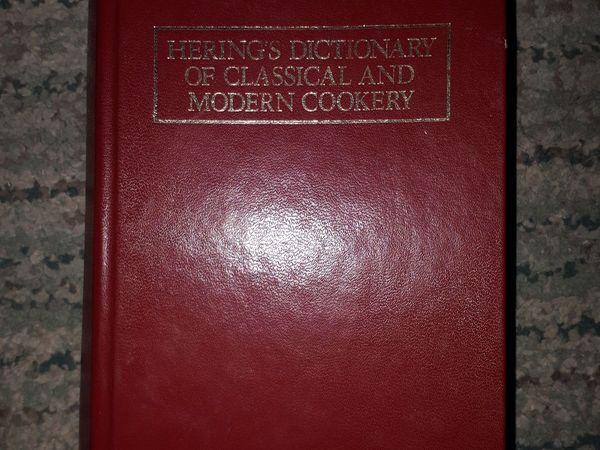 HERING'S DICTIONARY
OF CLASSICAL AND
MODERN COOKERY